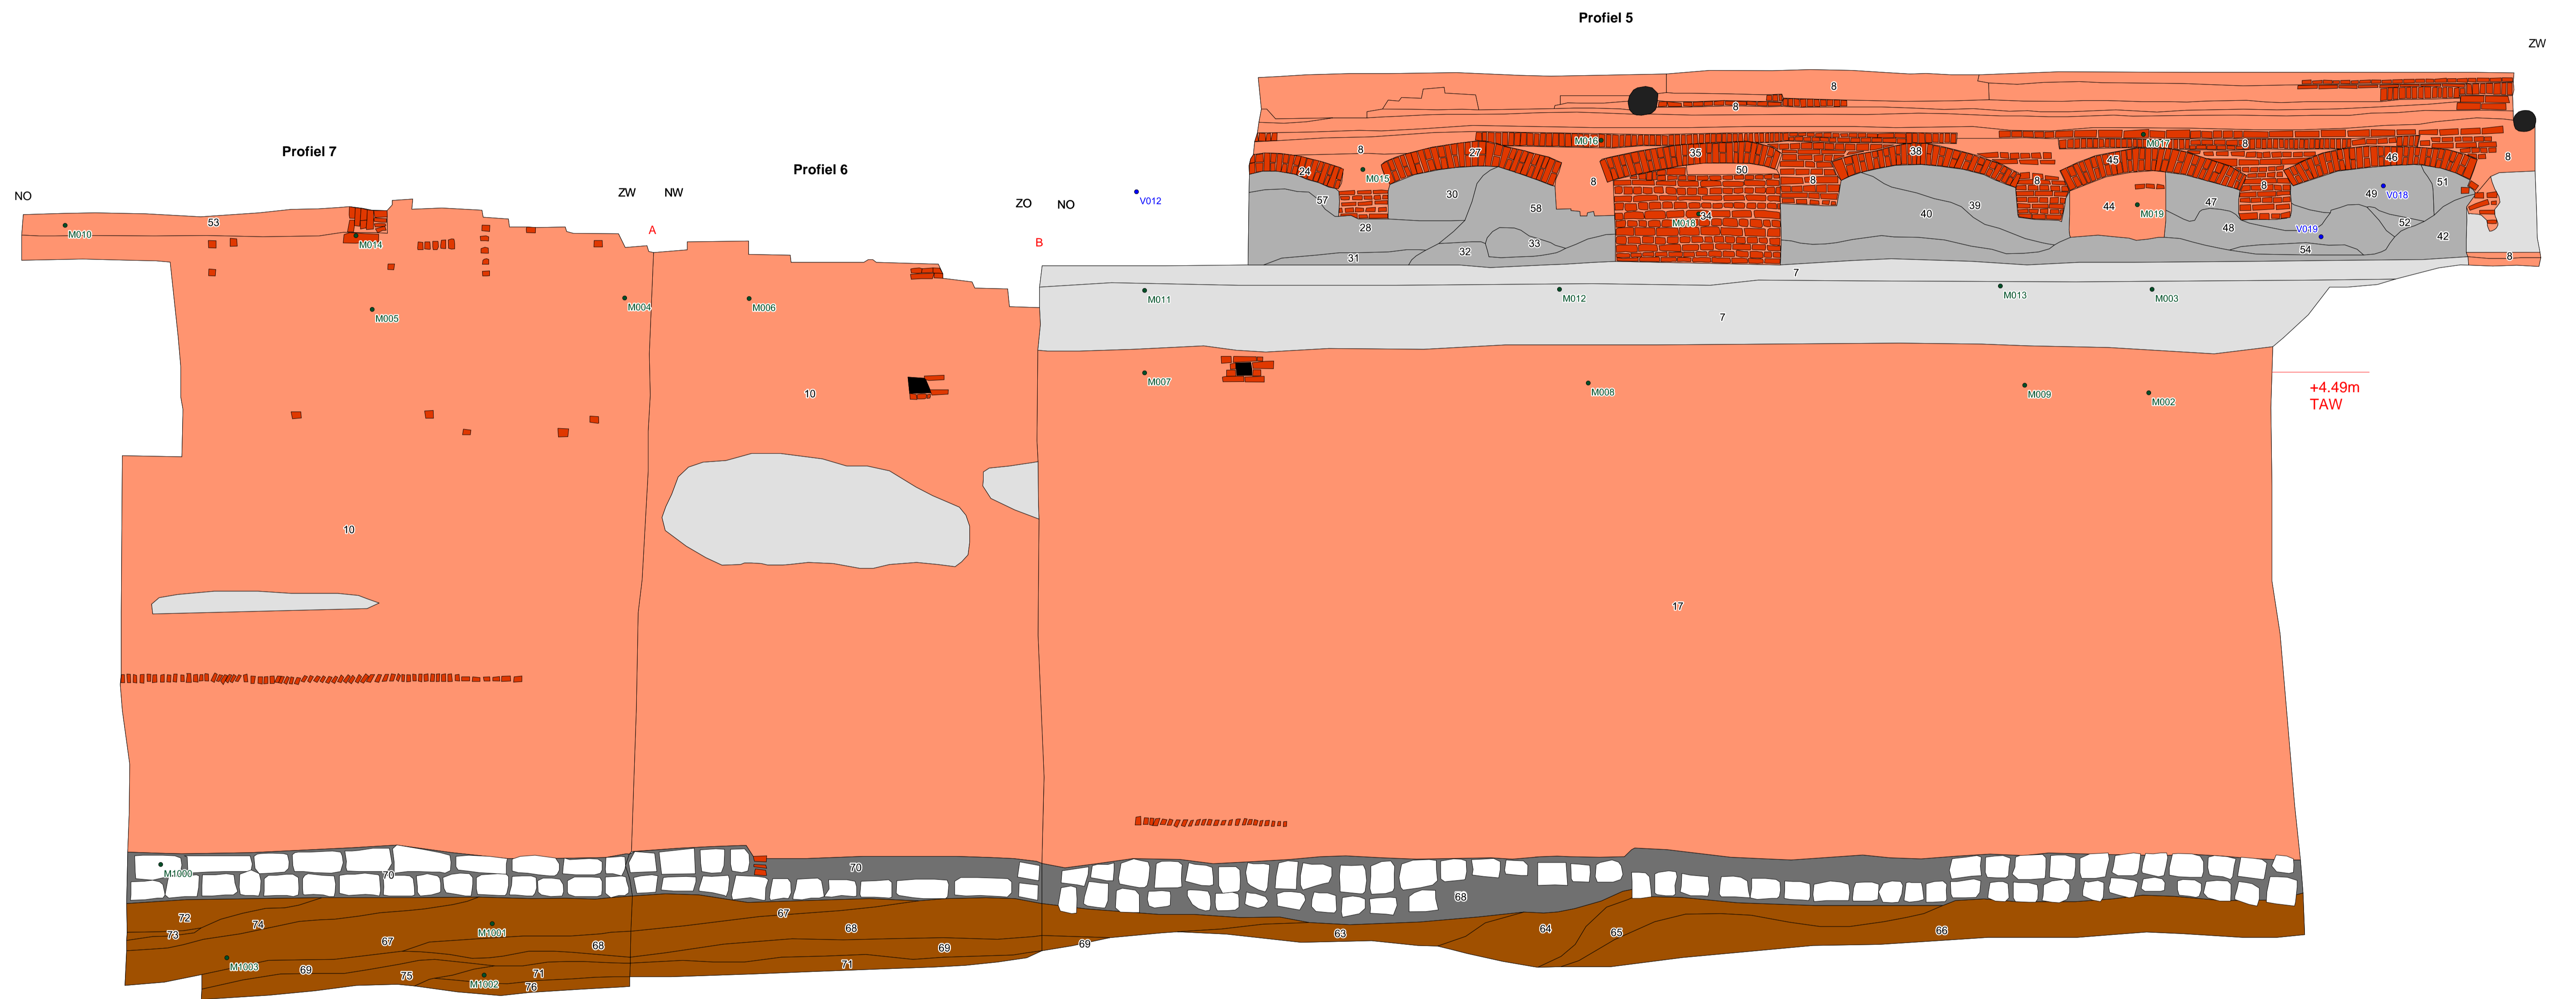 Profiel 5
ZW
Profiel 7
Profiel 6
NO
ZW
NW
ZO
NO
V012
A
B
8
8
M016
M017
8
8
8
24
M015
27
35
50
38
45
46
8
8
8
8
57
30
58
28
31
32
33
M018
34
40
39
44
M019
47
48
49
V018
51
52
V019
54
42
8
53
M010
M014
M005
M004
M006
7
M011
M012
M013
M003
7
M007
M008
M009
M002
+4.49m
TAW
10
10
17
M1000
70
70
68
72
73
74
67
M1001
68
67
68
69
69
63
64
65
66
M1003
69
75
M1002
71
76
71